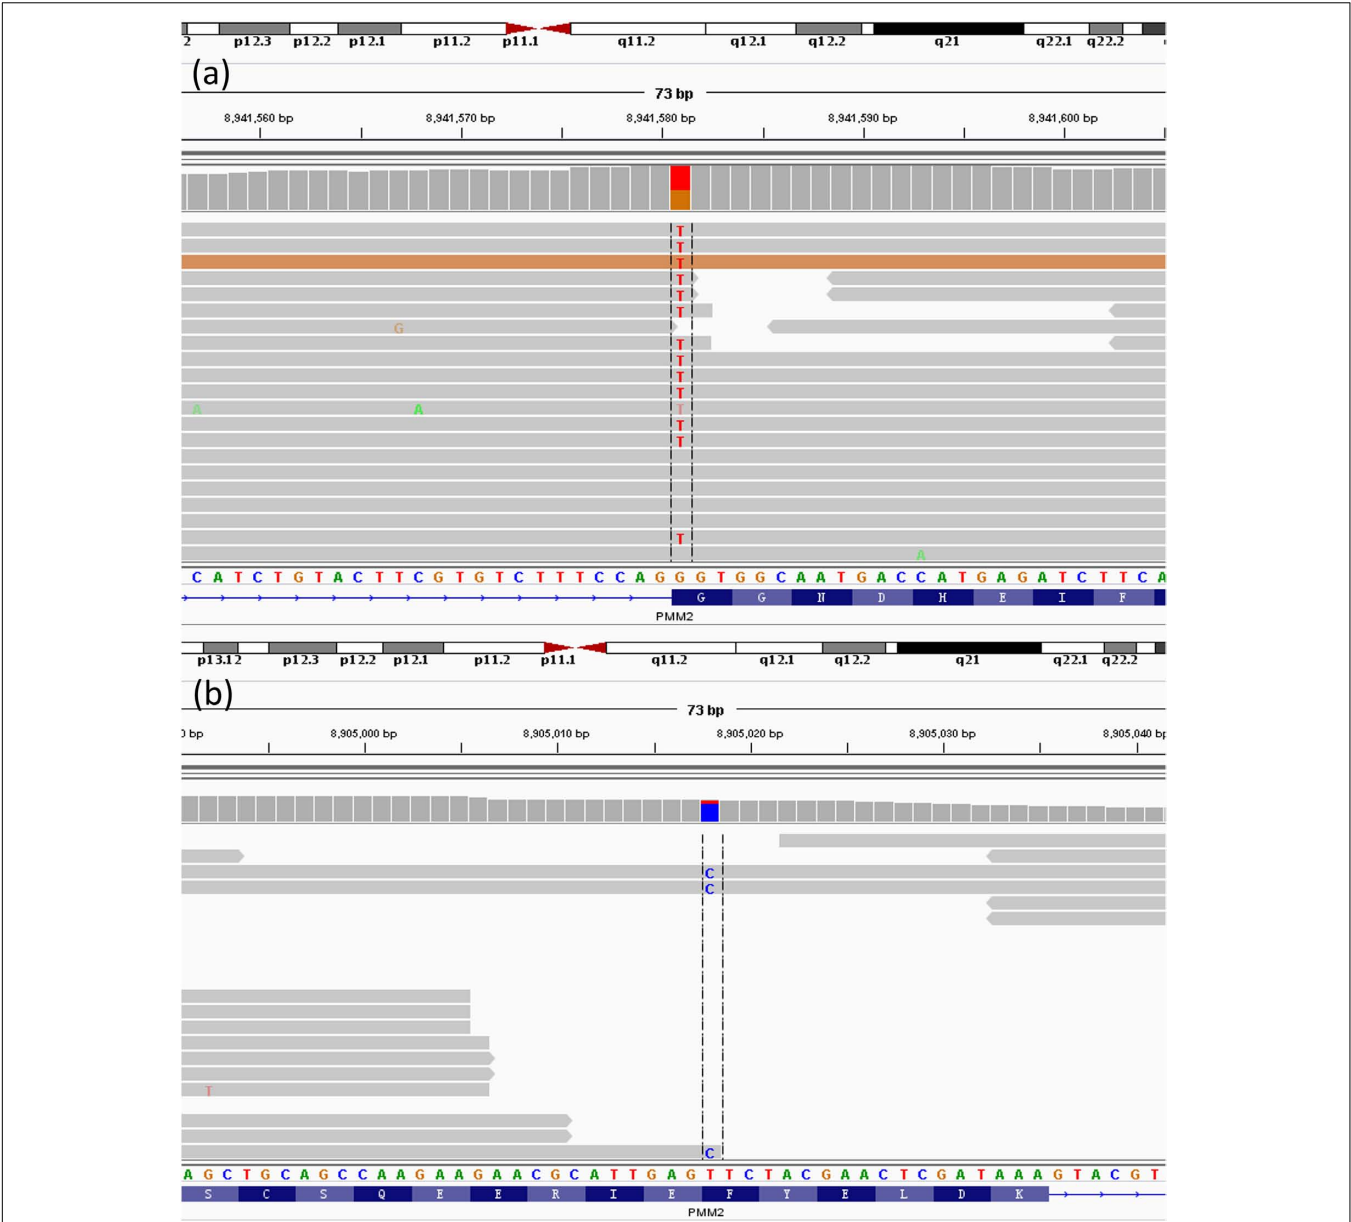 2 p12.3 p12.2 p12.1 p11.2 p11.1 q11.2 q12.1 q12.2 q21 q22.1 q22.2
(a)
73 bp
8,941,560 bp 8,941,570 bp 8,941,580 bp 8,941,590 bp 8,941,600 bp
T
T
T
T
T
T
G
T
T
T
T
A A T
T
T
T
A
C A T C T G T A C T T C G T G T C T T T C C A G G G T G G C A A T G A C C A T G A G A T C T T C A
G G N D H E I F
PMM2
p13.12 p12.3 p12.2 p12.1 p11.2 p11.1 q11.2 q12.1 q12.2 q21 q22.1 q22.2
(b)
73 bp
0 bp 8,905,000 bp 8,905,010 bp 8,905,020 bp 8,905,030 bp 8,905,040 bp
C
C
T
C
A G C T G C A G C C A A G A A G A A C G C A T T G A G T T C T A C G A A C T C G A T A A A G T A C G T
S C S Q E E R I E F Y E L D K
PMM2